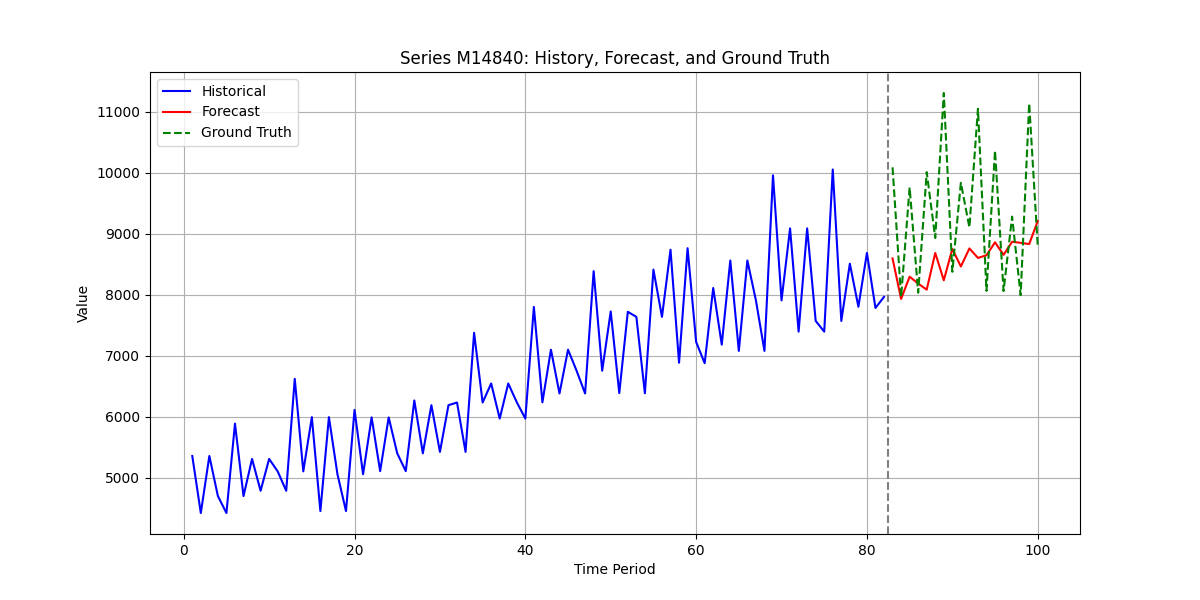 Series M14840: History, Forecast, and Ground Truth
Historical
Forecast
Ground Truth
11000
10000
9000
8000
7000
6000
5000
Value
0
20
40
60
80
100
Time Period